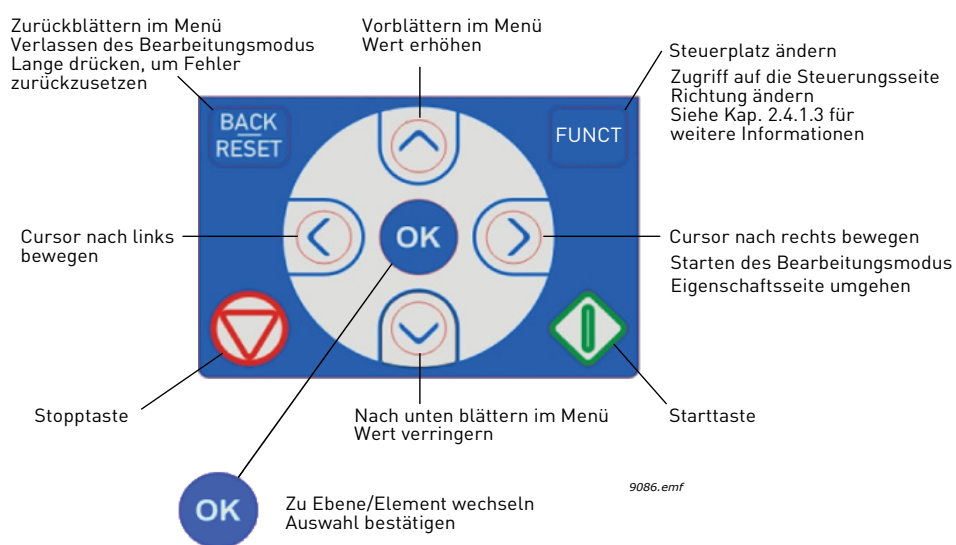 Zurückblättern im Menü
Verlassen des Bearbeitungsmodus
Lange drücken, um Fehler
zurückzusetzen
Vorblättern im Menü
Wert erhöhen
Steuerplatz ändern
Zugriff auf die Steuerungsseite
Richtung ändern
Siehe Kap. 2.4.1.3 für
weitere Informationen
BACK
RESET
FUNCT
Cursor nach links
bewegen
OK
Cursor nach rechts bewegen
Starten des Bearbeitungsmodus
Eigenschaftsseite umgehen
Stopptaste
Nach unten blättern im Menü
Wert verringern
Starttaste
9086.emf
OK
Zu Ebene/Element wechseln
Auswahl bestätigen